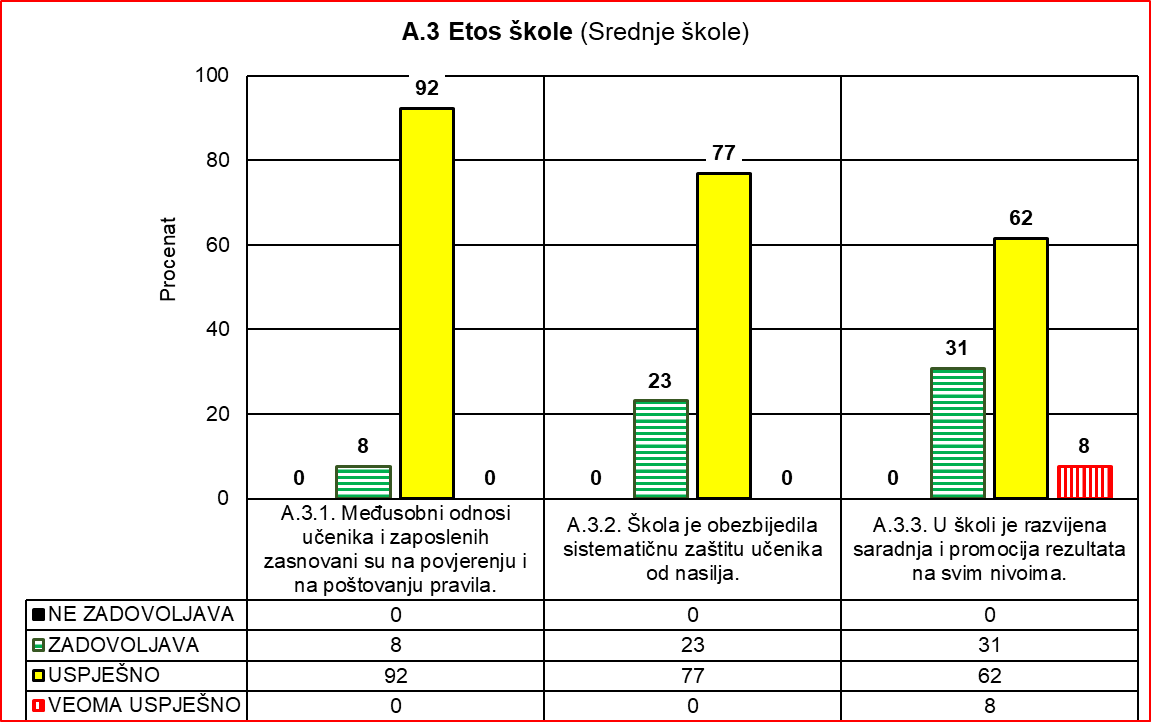 A.3 Etos škole (Srednje škole)
Procenat
100
80
60
40
20
0
0
8
92
0
0
23
77
0
0
31
62
8
A.3.1. Međusobni odnosi
učenika i zaposlenih
zasnovani su na povjerenju i
na poštovanju pravila.
A.3.2. Škola je obezbijedila
sistematičnu zaštitu učenika
od nasilja.
A.3.3. U školi je razvijena
saradnja i promocija rezultata
na svim nivoima.
NE ZADOVOLJAVA 0 0 0
ZADOVOLJAVA 8 23 31
USPJEŠNO 92 77 62
VEOMA USPJEŠNO 0 0 8